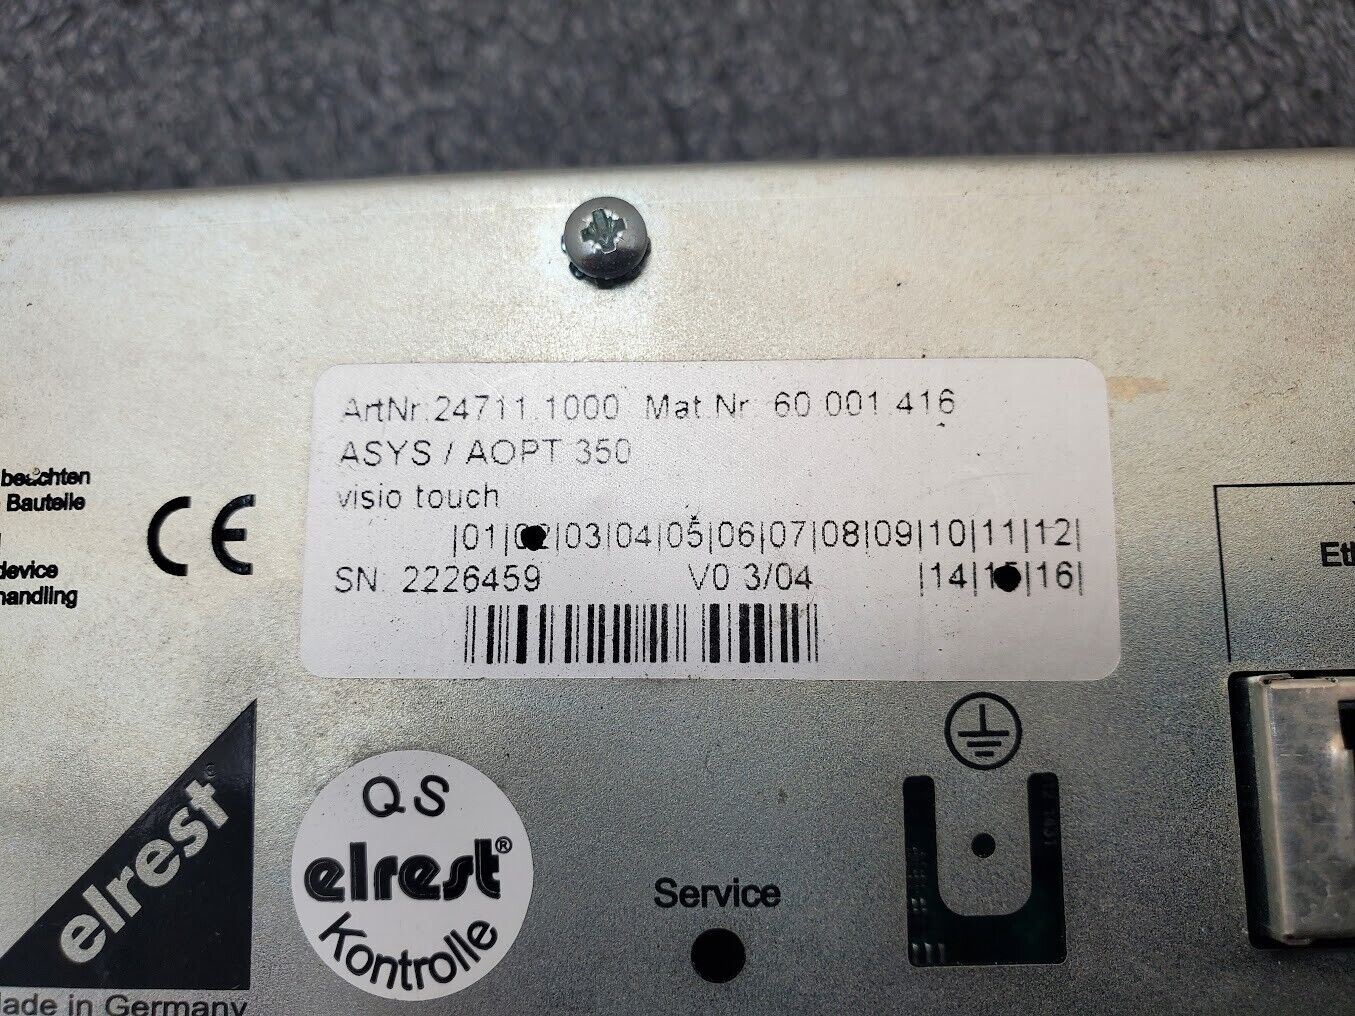 ArtNr:24711.1000 Mat.Nr. 60.001.416
ASYS / AOPT 350
visio touch
|01|02|03|04|05|06|07|08|09|10|11|12|
SN: 2226459 V0.3/04 |14|15|16|
beachten
Bauteile
device
handling
CE
elrest®
Made in Germany
QS
elrest®
Kontrolle
Service